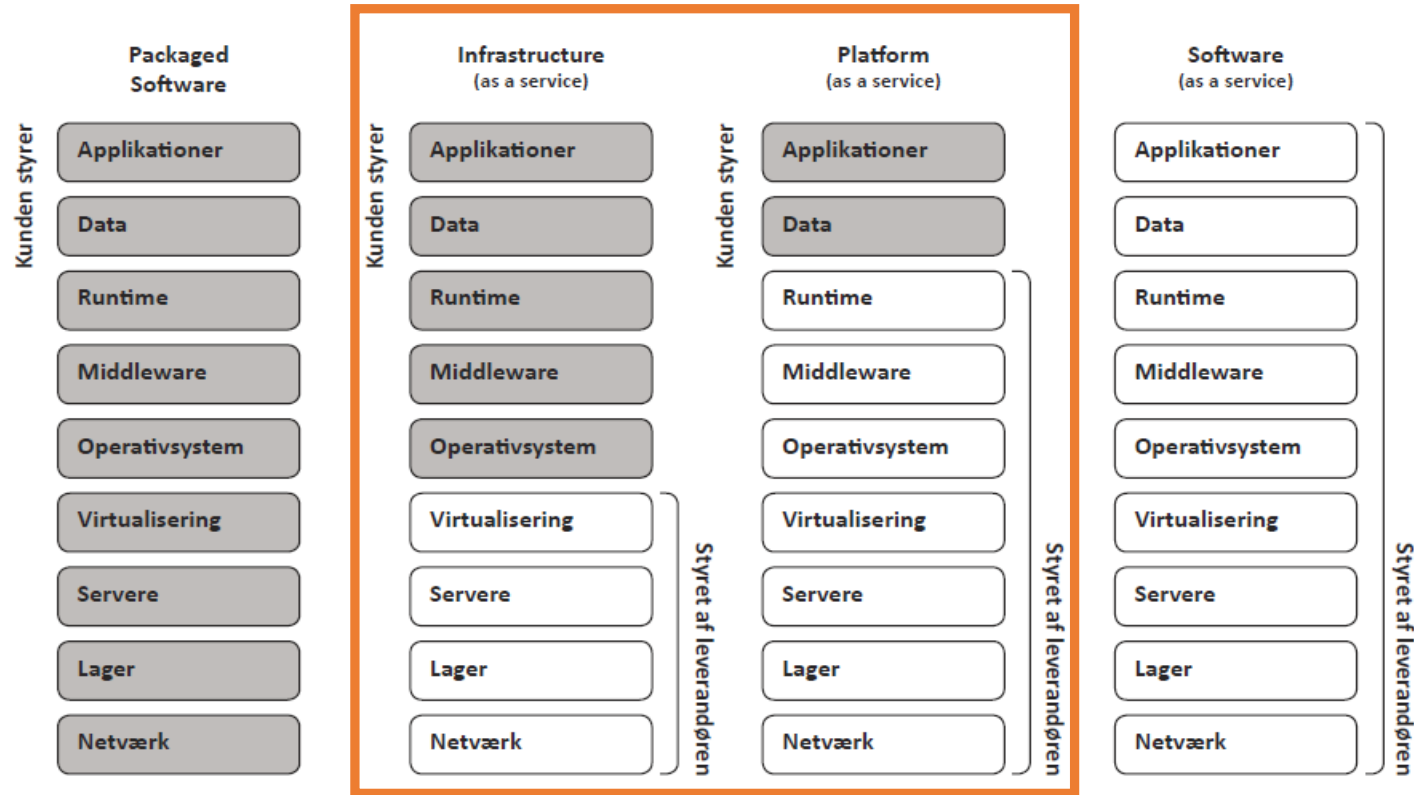 Packaged
Software
Kunden styrer
Applikationer
Data
Runtime
Middleware
Operativsystem
Virtualisering
Servere
Lager
Netværk
Infrastructure
(as a service)
Kunden styrer
Applikationer
Data
Runtime
Middleware
Operativsystem
Virtualisering
Servere
Lager
Netværk
Styret af leverandøren
Platform
(as a service)
Kunden styrer
Applikationer
Data
Runtime
Middleware
Operativsystem
Virtualisering
Servere
Lager
Netværk
Styret af leverandøren
Software
(as a service)
Applikationer
Data
Runtime
Middleware
Operativsystem
Virtualisering
Servere
Lager
Netværk
Styret af leverandøren